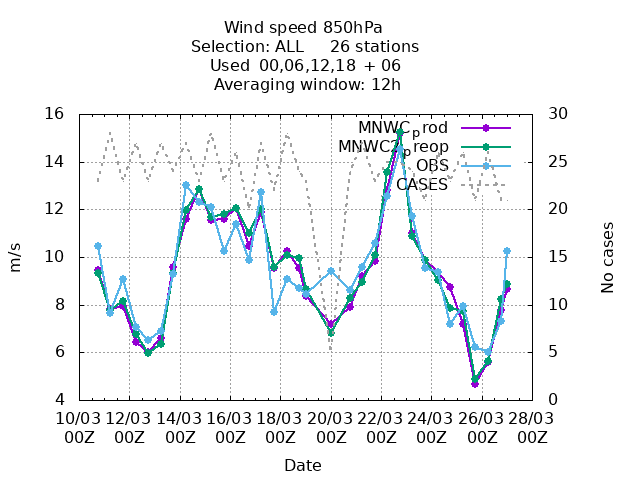 Wind speed 850hPa
Selection: ALL 26 stations
Used 00,06,12,18 + 06
Averaging window: 12h
m/s
16
14
12
10
8
6
4
30
25
20
15
10
5
0
No cases
MNWC_prod
MNWC2_preop
OBS
CASES
10/03 12/03 14/03 16/03 18/03 20/03 22/03 24/03 26/03 28/03
00Z 00Z 00Z 00Z 00Z 00Z 00Z 00Z 00Z 00Z
Date